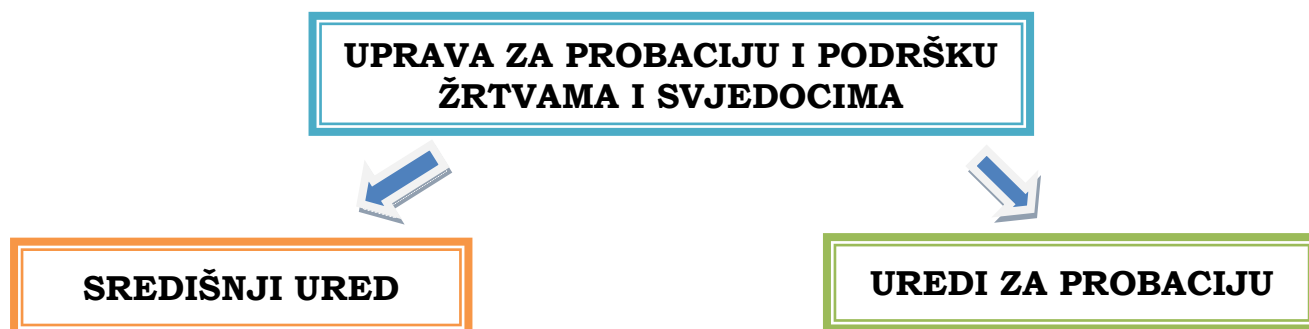 UPRAVA ZA PROBACIJU I PODRŠKU
ŽRTVAMA I SVJEDOCIMA
SREDIŠNJI URED
UREDI ZA PROBACIJU